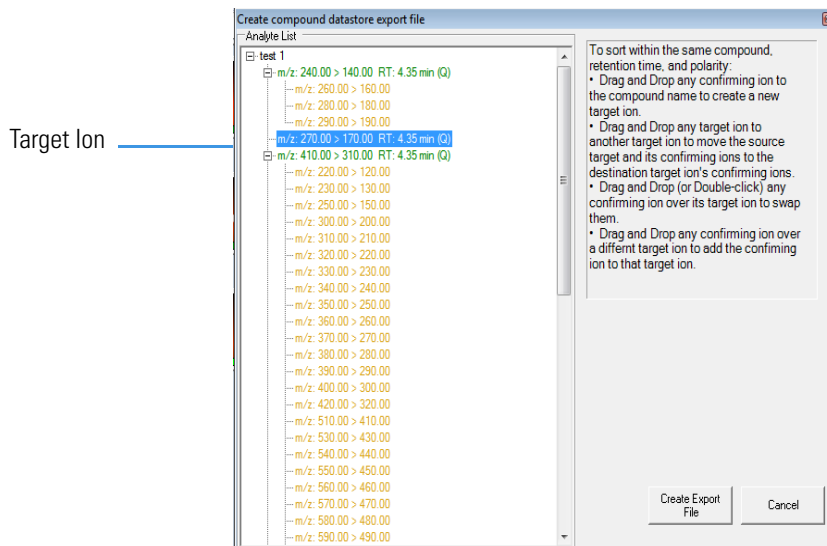 Create compound datastore export file
Analyte List
test 1
m/z: 240.00 > 140.00 RT: 4.35 min (Q)
m/z: 260.00 > 160.00
m/z: 280.00 > 180.00
m/z: 290.00 > 190.00
m/z: 270.00 > 170.00 RT: 4.35 min (Q)
m/z: 410.00 > 310.00 RT: 4.35 min (Q)
m/z: 220.00 > 120.00
m/z: 230.00 > 130.00
m/z: 250.00 > 150.00
m/z: 300.00 > 200.00
m/z: 310.00 > 210.00
m/z: 320.00 > 220.00
m/z: 330.00 > 230.00
m/z: 340.00 > 240.00
m/z: 350.00 > 250.00
m/z: 360.00 > 260.00
m/z: 370.00 > 270.00
m/z: 380.00 > 280.00
m/z: 390.00 > 290.00
m/z: 400.00 > 300.00
m/z: 420.00 > 320.00
m/z: 510.00 > 410.00
m/z: 530.00 > 430.00
m/z: 540.00 > 440.00
m/z: 550.00 > 450.00
m/z: 560.00 > 460.00
m/z: 570.00 > 470.00
m/z: 580.00 > 480.00
m/z: 590.00 > 490.00
Target Ion
To sort within the same compound,
retention time, and polarity:
• Drag and Drop any confirming ion to
the compound name to create a new
target ion.
• Drag and Drop any target ion to
another target ion to move the source
target and its confirming ions to the
destination target ion's confirming ions.
• Drag and Drop (or Double-click) any
confirming ion over its target ion to swap
them.
• Drag and Drop any confirming ion over
a differnt target ion to add the confiming
ion to that target ion.
Create Export
File
Cancel